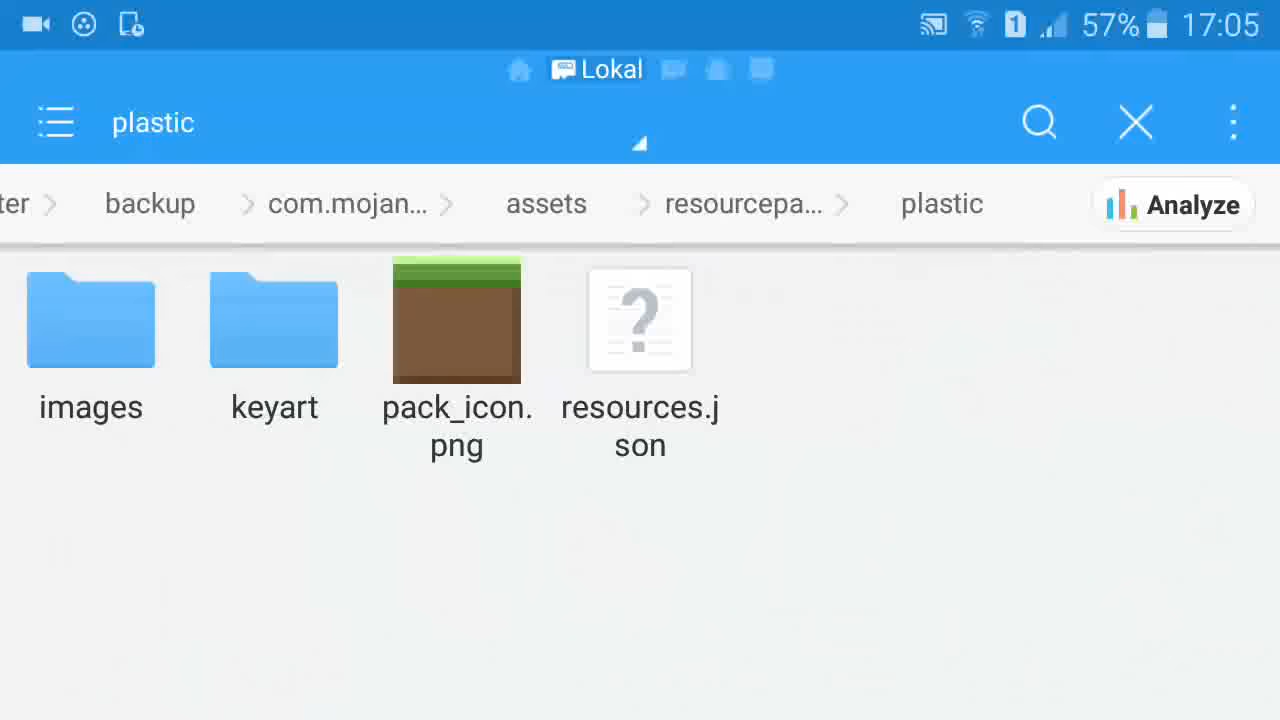 1 57% 17:05
Lokal
plastic
ter backup com.mojan... assets resourcepa... plastic Analyze
images keyart pack_icon. resources.j
png son